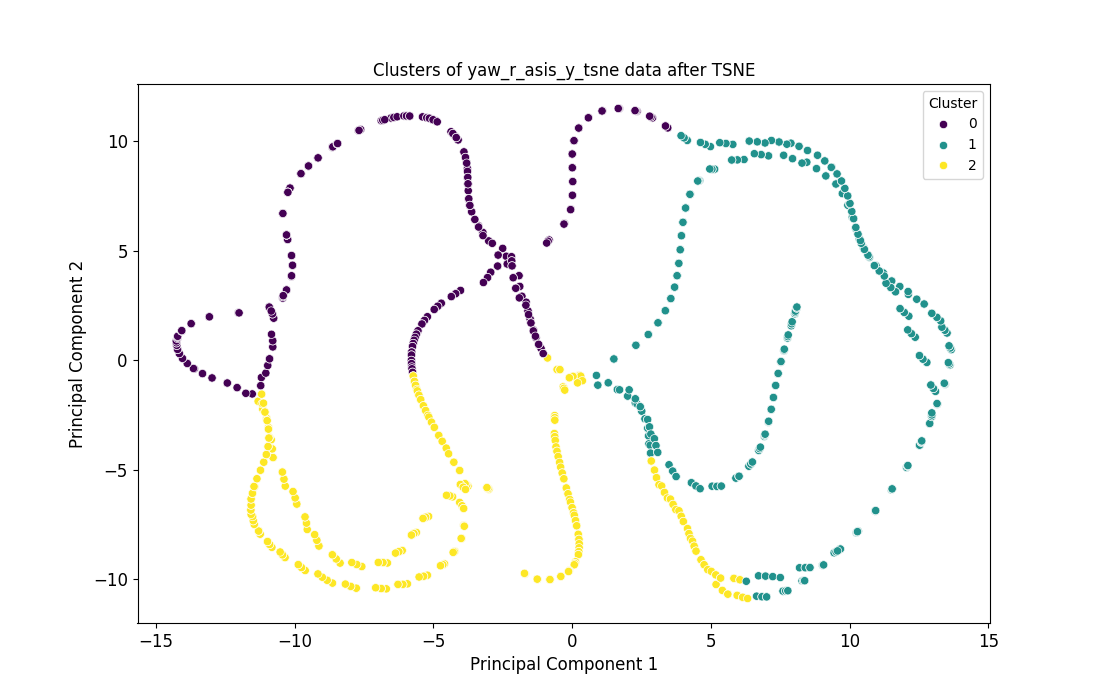 Clusters of yaw_r_asis_y_tsne data after TSNE
Cluster
0
1
2
10
5
0
−5
−10
Principal Component 2
−15 −10 −5 0 5 10 15
Principal Component 1